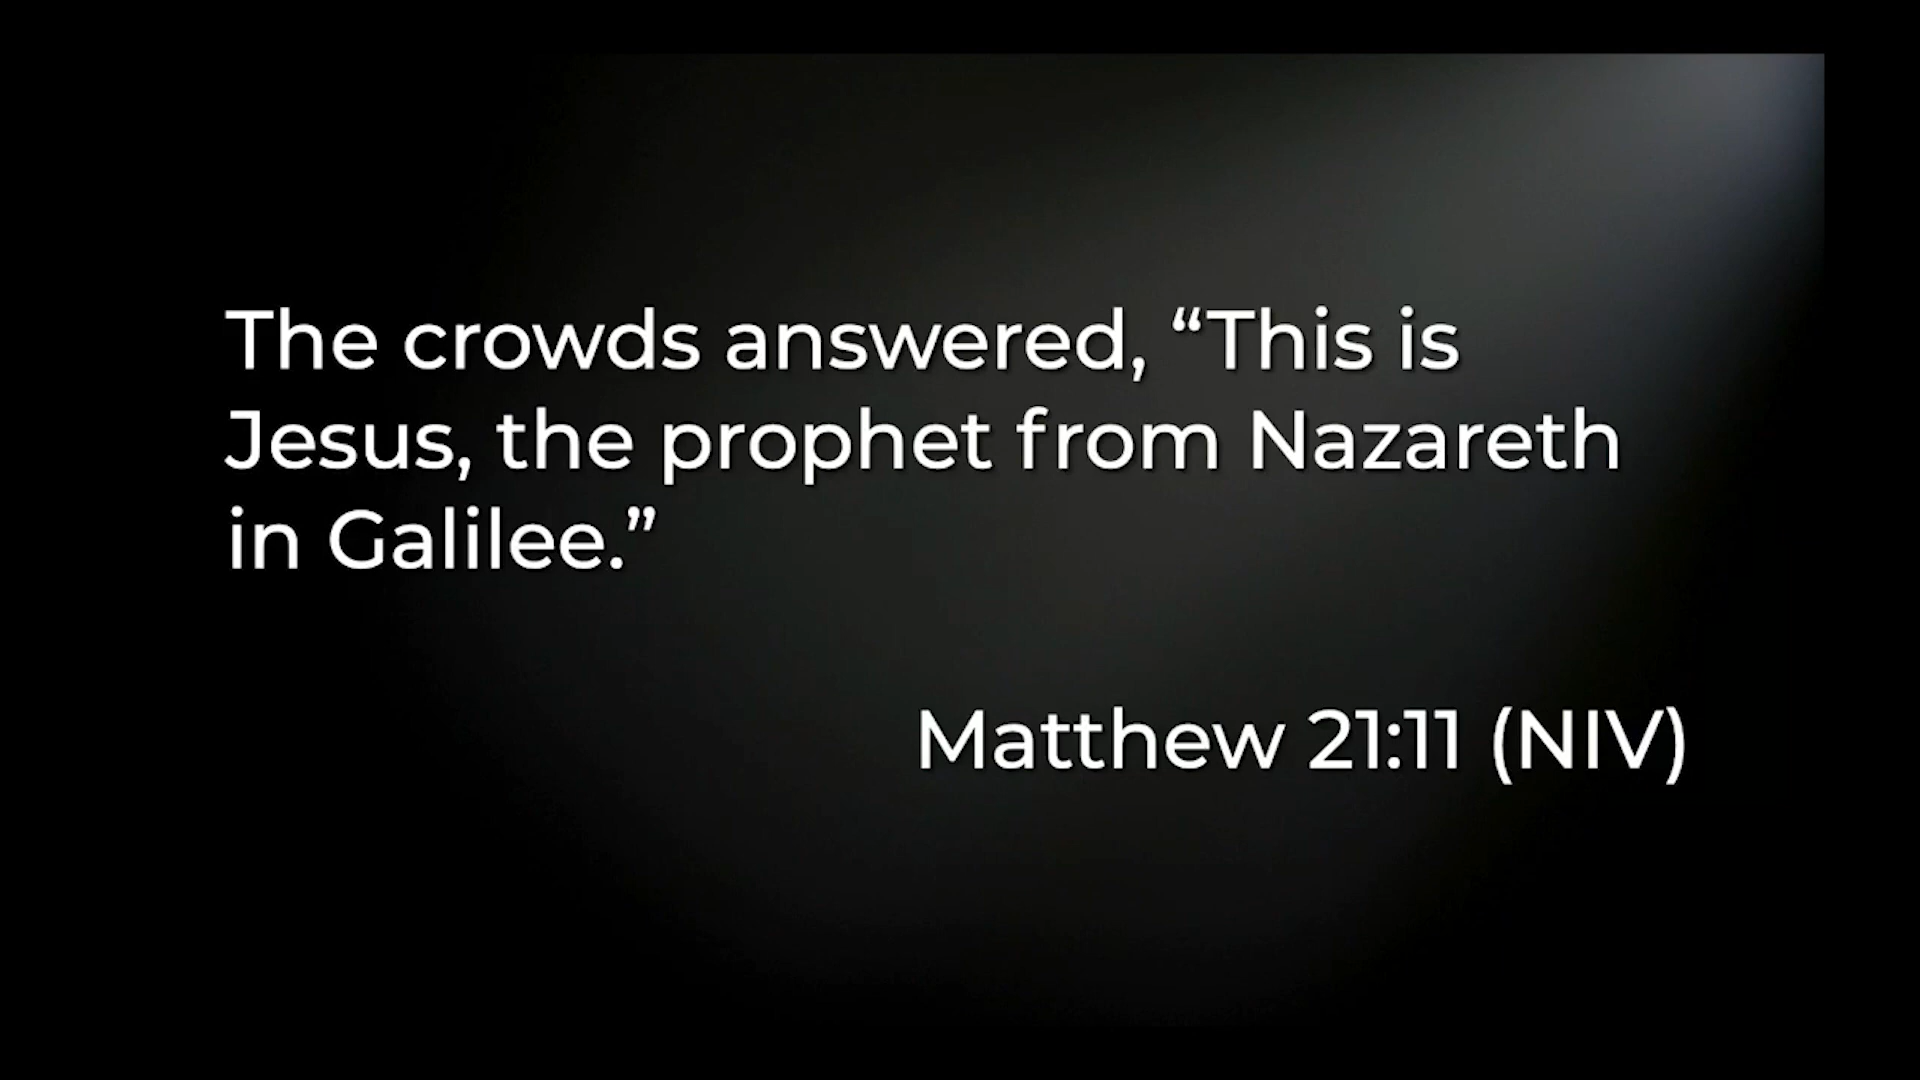 The crowds answered, “This is
Jesus, the prophet from Nazareth
in Galilee.”
Matthew 21:11 (NIV)